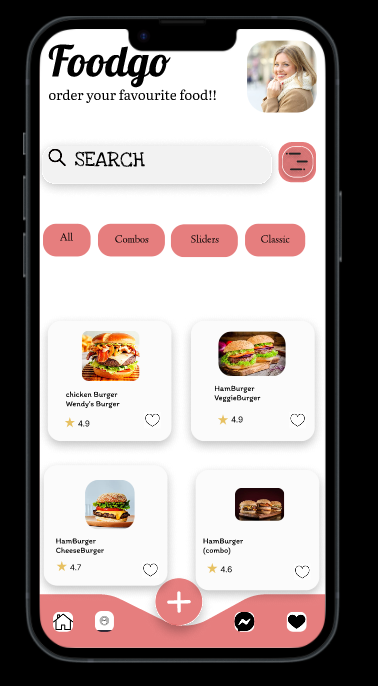 Foodgo
order your favourite food!!
SEARCH
All Combos Sliders Classic
chicken Burger
Wendy's Burger
4.9
HamBurger
VeggieBurger
4.9
HamBurger
CheeseBurger
4.7
HamBurger
(combo)
4.6